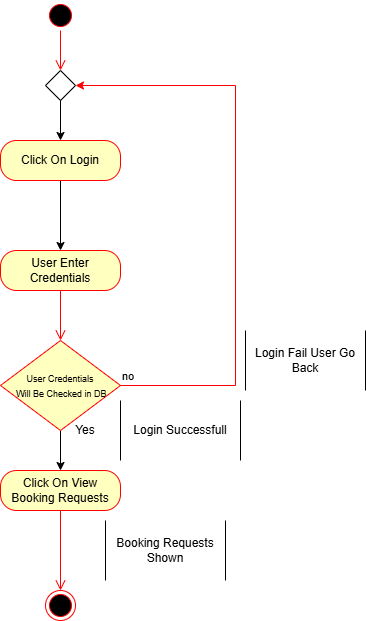 Click On Login
User Enter
Credentials
no
User Credentials
Will Be Checked in DB
Login Fail User Go
Back
Yes
Login Successfull
Click On View
Booking Requests
Booking Requests
Shown